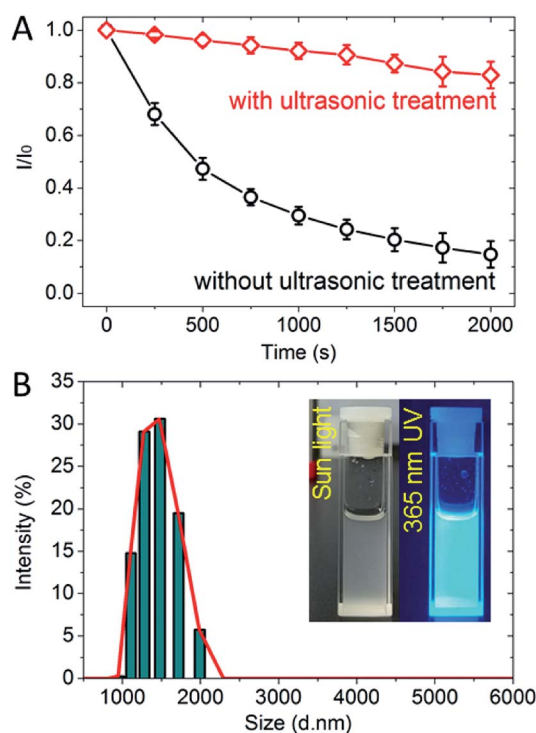 A
I/I₀
1.0
0.8
0.6
0.4
0.2
0.0
with ultrasonic treatment
without ultrasonic treatment
0 500 1000 1500 2000
Time (s)
B
Intensity (%)
35
30
25
20
15
10
5
0
Sun light
365 nm UV
1000 2000 3000 4000 5000 6000
Size (d.nm)